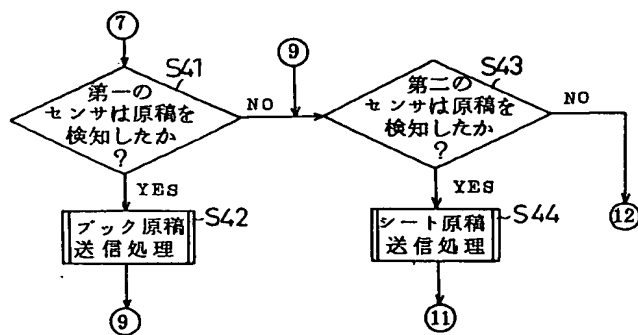 ⑦
S41
第一の
センサは原稿を
検知したか
?
NO
YES
ブック原稿
送信処理
S42
⑨
⑨
S43
第二の
センサは原稿を
検知したか
?
NO
YES
シート原稿
送信処理
S44
⑪
⑫